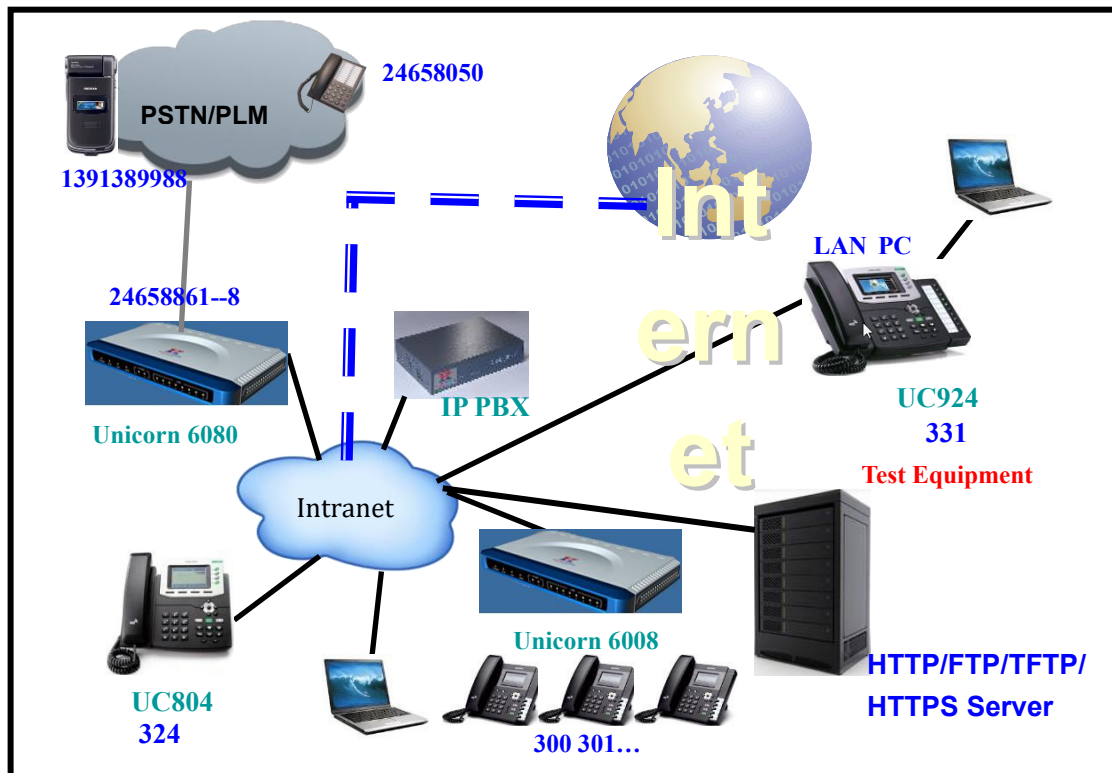 24658050
PSTN/PLM
1391389988
Int
ern
et
LAN PC
24658861--8
IP PBX
Unicorn 6080
UC924
331
Test Equipment
Intranet
Unicorn 6008
HTTP/FTP/TFTP/
HTTPS Server
UC804
324
300 301…